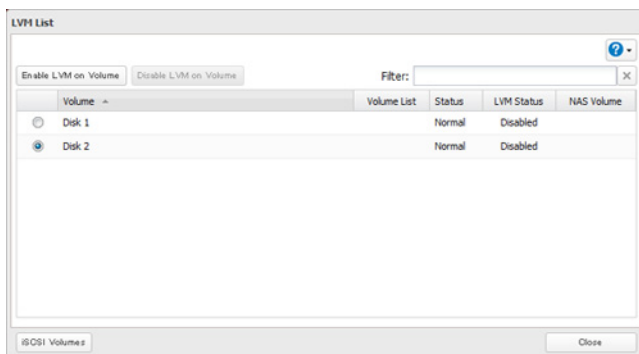 LVM List
?
Enable LVM on Volume Disable LVM on Volume Filter:
Volume Volume List Status LVM Status NAS Volume
Disk 1 Normal Disabled
Disk 2 Normal Disabled
iSCSI Volumes Close